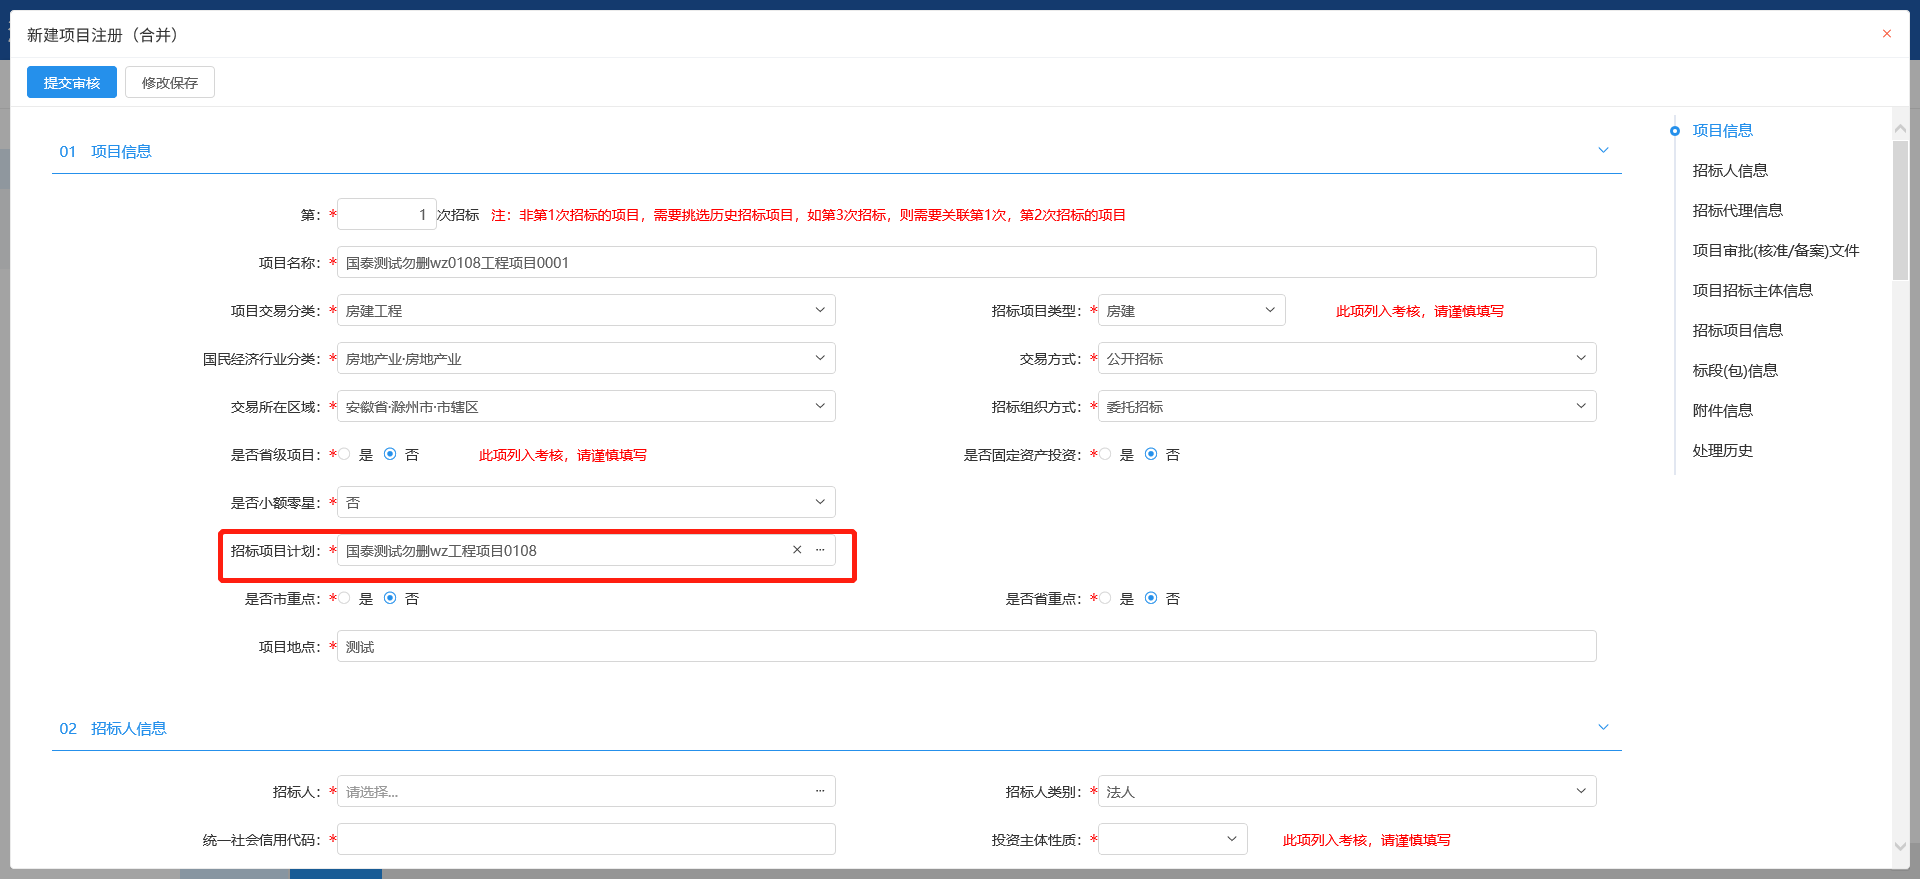 新建项目注册（合并）
提交审核 修改保存
01 项目信息
第：*1次招标 注：非第1次招标的项目，需要挑选历史招标项目，如第3次招标，则需要关联第1次，第2次招标的项目
项目名称：*国泰测试勿删wz0108工程项目0001
项目交易分类：*房建工程 招标项目类型：*房建 此项列入考核，请谨慎填写
国民经济行业分类：*房地产业·房地产业 交易方式：*公开招标
交易所在区域：*安徽省·滁州市·市辖区 招标组织方式：*委托招标
是否省级项目：* 是 否 此项列入考核，请谨慎填写 是否固定资产投资：* 是 否
是否小额零星：*否
招标项目计划：*国泰测试勿删wz工程项目0108
是否市重点：* 是 否 是否省重点：* 是 否
项目地点：*测试
02 招标人信息
招标人：*请选择... 招标人类别：*法人
统一社会信用代码：* 投资主体性质：* 此项列入考核，请谨慎填写
项目信息
招标人信息
招标代理信息
项目审批(核准/备案)文件
项目招标主体信息
招标项目信息
标段(包)信息
附件信息
处理历史